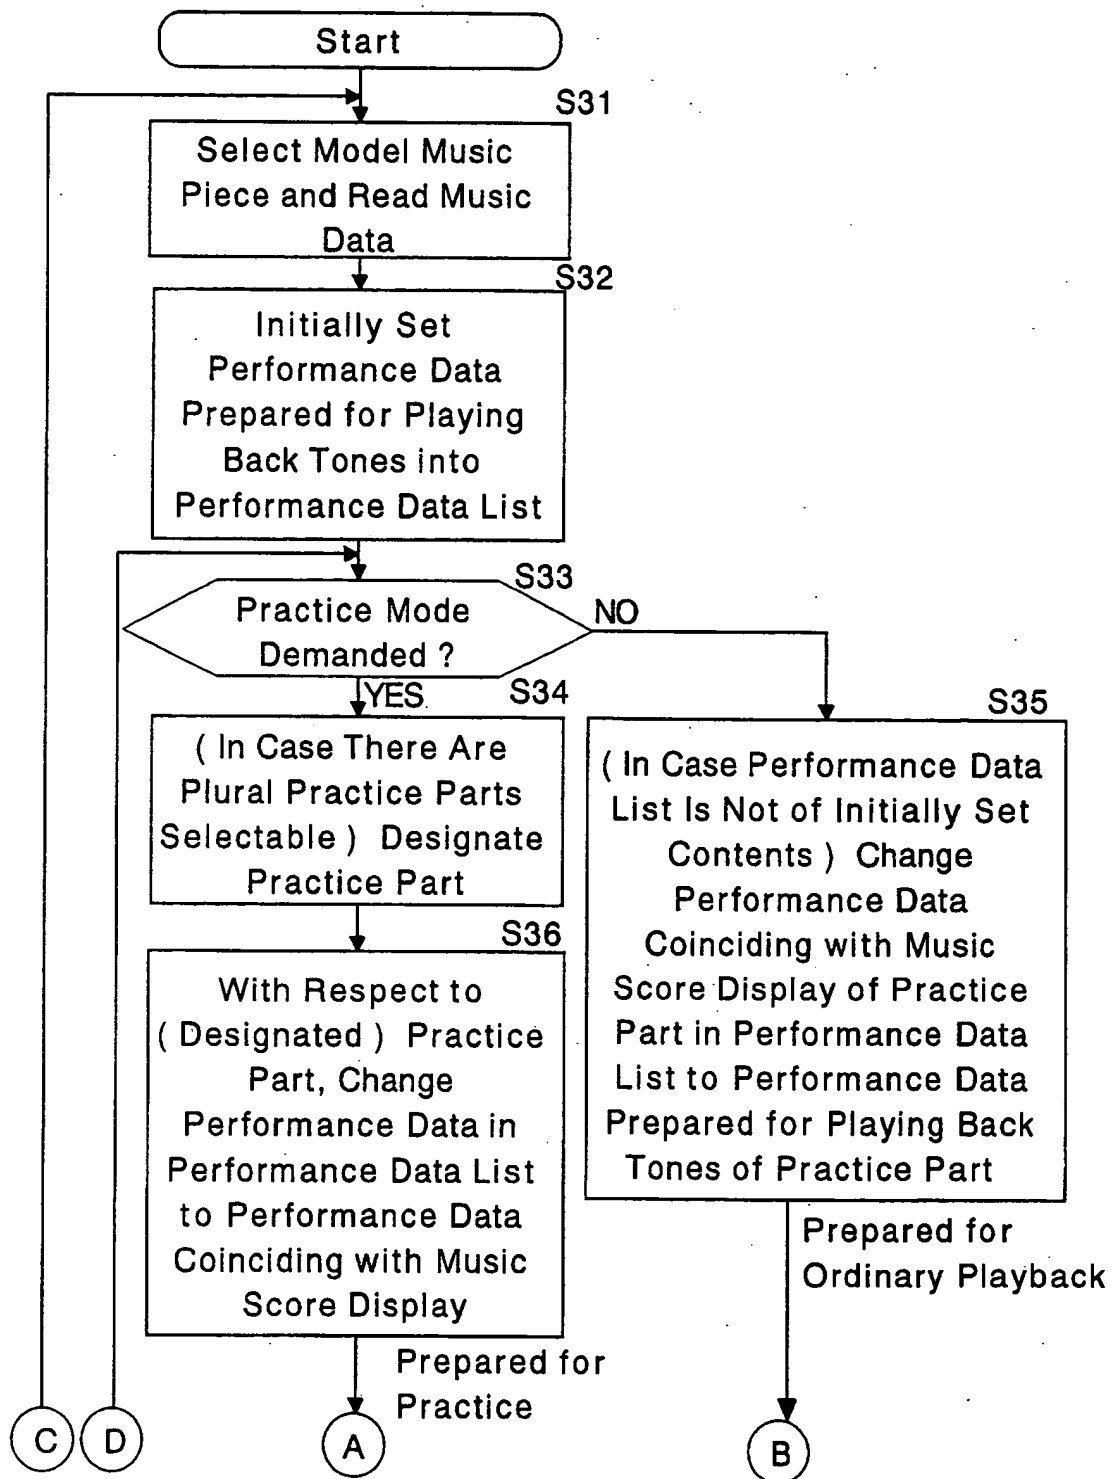 Start
S31
Select Model Music
Piece and Read Music
Data
S32
Initially Set
Performance Data
Prepared for Playing
Back Tones into
Performance Data List
S33
Practice Mode
Demanded ?
NO
YES
S34
( In Case There Are
Plural Practice Parts
Selectable ) Designate
Practice Part
S35
( In Case Performance Data
List Is Not of Initially Set
Contents ) Change
Performance Data
Coinciding with Music
Score Display of Practice
Part in Performance Data
List to Performance Data
Prepared for Playing Back
Tones of Practice Part
S36
With Respect to
( Designated ) Practice
Part, Change
Performance Data in
Performance Data List
to Performance Data
Coinciding with Music
Score Display
Prepared for
Ordinary Playback
Prepared for
Practice
C
D
A
B